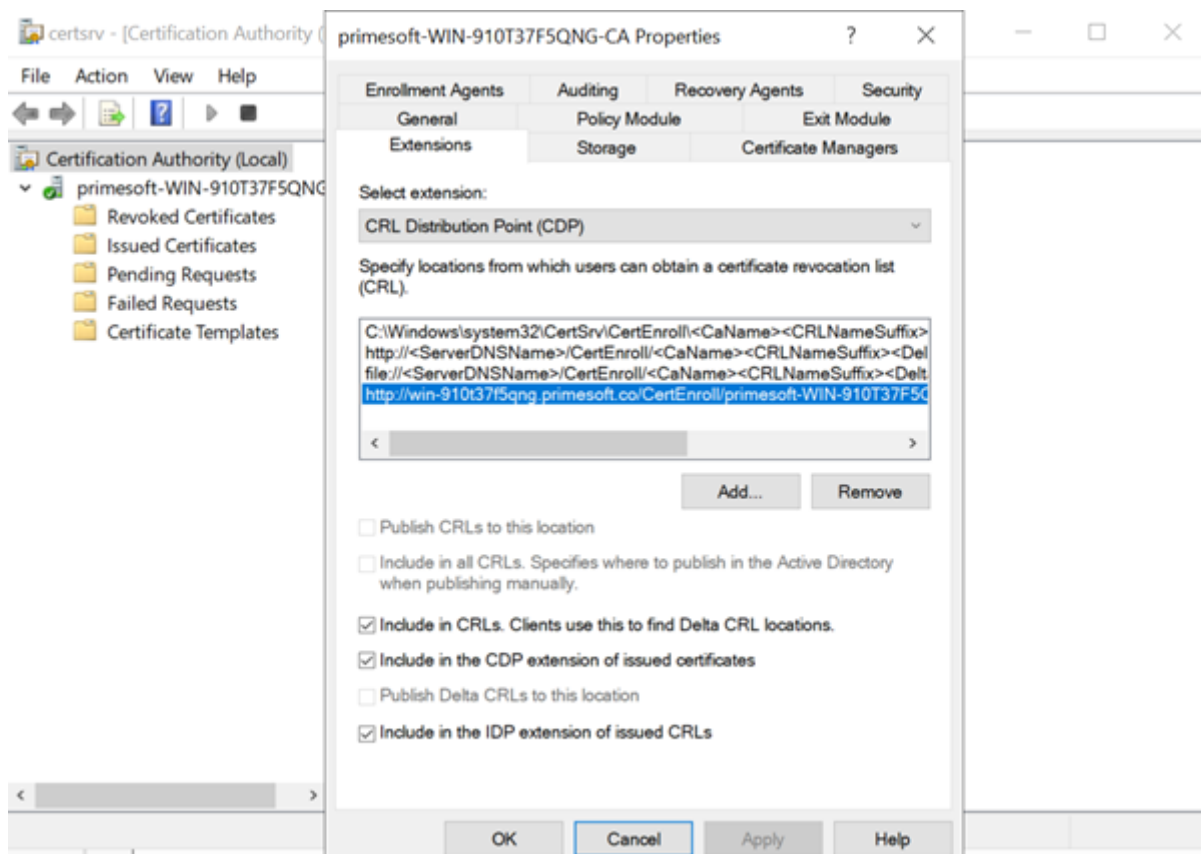 certsrv - [Certification Authority (
File Action View Help
Certification Authority (Local)
primesoft-WIN-910T37F5QNG
Revoked Certificates
Issued Certificates
Pending Requests
Failed Requests
Certificate Templates
primesoft-WIN-910T37F5QNG-CA Properties
Enrollment Agents Auditing Recovery Agents Security
General Policy Module Exit Module
Extensions Storage Certificate Managers
Select extension:
CRL Distribution Point (CDP)
Specify locations from which users can obtain a certificate revocation list
(CRL).
C:\Windows\system32\CertSrv\CertEnroll\<CaName><CRLNameSuffix>
http://<ServerDNSName>/CertEnroll/<CaName><CRLNameSuffix><Del
file://<ServerDNSName>/CertEnroll/<CaName><CRLNameSuffix><Delt
http://win-910t37f5qng.primesoft.co/CertEnroll/primesoft-WIN-910T37F5Q
Add... Remove
Publish CRLs to this location
Include in all CRLs. Specifies where to publish in the Active Directory
when publishing manually.
Include in CRLs. Clients use this to find Delta CRL locations.
Include in the CDP extension of issued certificates
Publish Delta CRLs to this location
Include in the IDP extension of issued CRLs
OK Cancel Apply Help